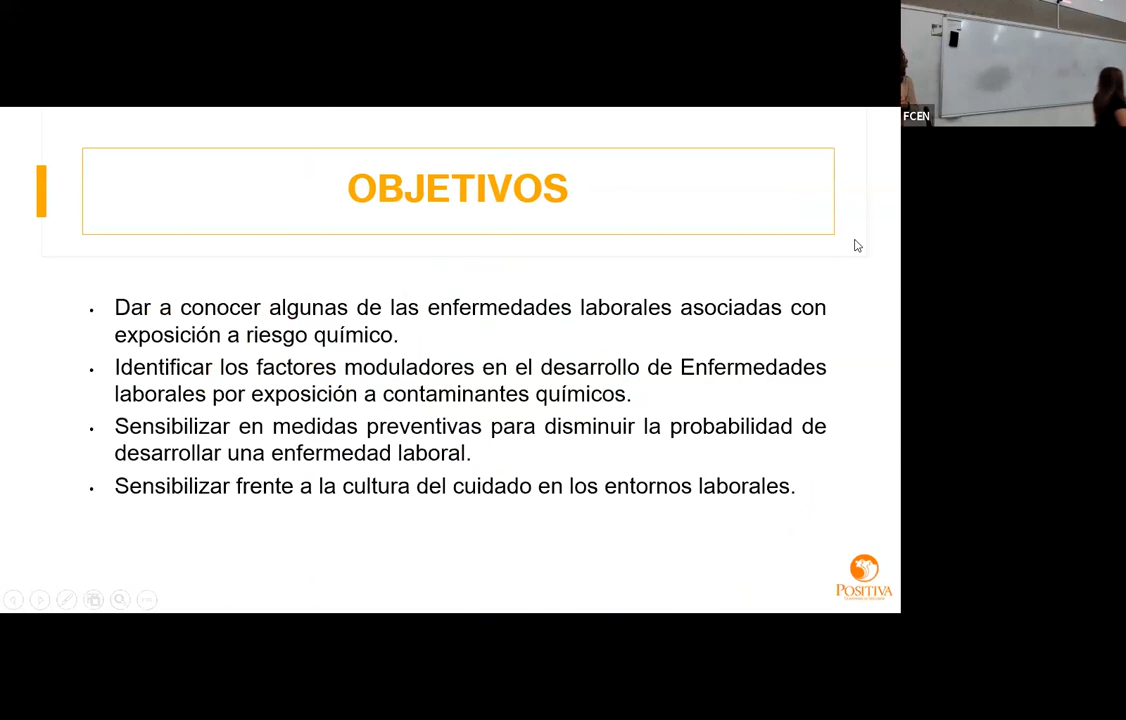 FCEN
OBJETIVOS
• Dar a conocer algunas de las enfermedades laborales asociadas con
exposición a riesgo químico.
• Identificar los factores moduladores en el desarrollo de Enfermedades
laborales por exposición a contaminantes químicos.
• Sensibilizar en medidas preventivas para disminuir la probabilidad de
desarrollar una enfermedad laboral.
• Sensibilizar frente a la cultura del cuidado en los entornos laborales.
POSITIVA